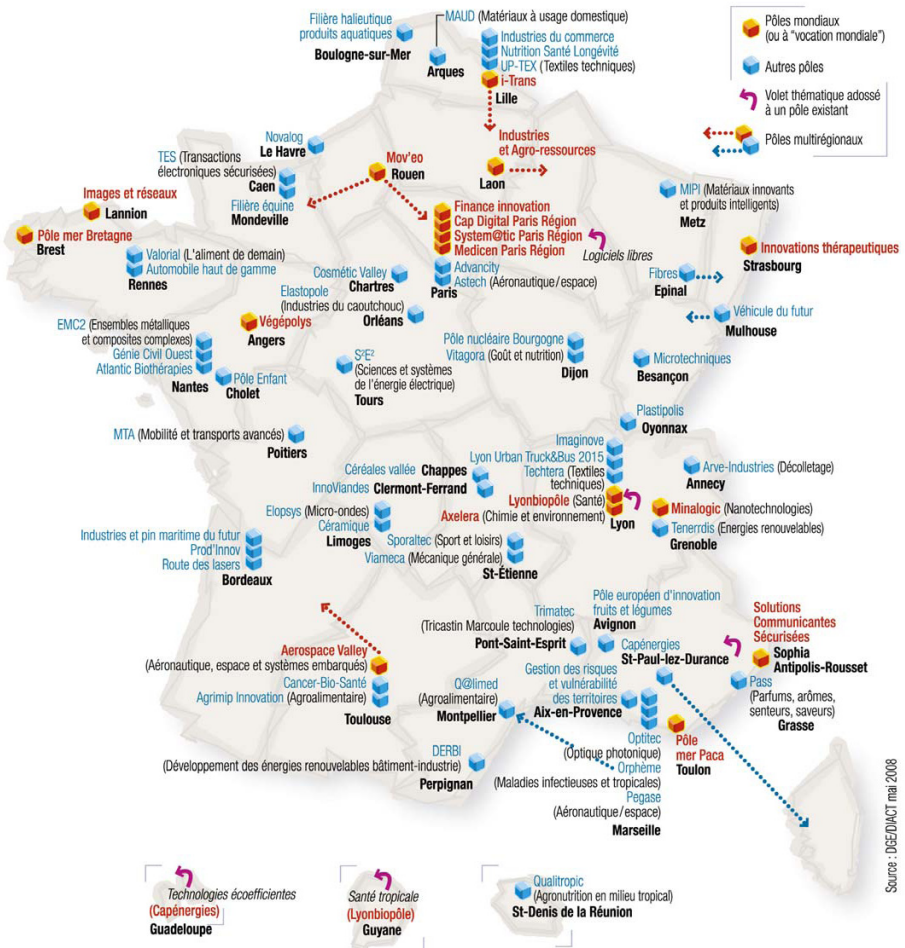 Filière halieutique
produits aquatiques
Boulogne-sur-Mer
MAUD (Matériaux à usage domestique)
Arques
Industries du commerce
Nutrition Santé Longévité
UP-TEX (Textiles techniques)
i-Trans
Lille
Pôles mondiaux
(ou à "vocation mondiale")
Autres pôles
Volet thématique adossé
à un pôle existant
Pôles multirégionaux
Novalog
Le Havre
TES (Transactions
électroniques sécurisées)
Caen
Filière équine
Mondeville
Mov'eo
Rouen
Industries
et Agro-ressources
Laon
Images et réseaux
Lannion
Pôle mer Bretagne
Brest
Valorial (L'aliment de demain)
Automobile haut de gamme
Rennes
Finance innovation
Cap Digital Paris Région
System@tic Paris Région
Medicen Paris Région
Logiciels libres
Advancity
Astech (Aéronautique/espace)
Paris
MIPI (Matériaux innovants
et produits intelligents)
Metz
Innovations thérapeutiques
Strasbourg
Fibres
Epinal
Véhicule du futur
Mulhouse
Cosmétic Valley
Chartres
Elastopole
(Industries du caoutchouc)
Orléans
EMC2 (Ensembles métalliques
et composites complexes)
Génie Civil Ouest
Atlantic Biothérapies
Nantes
Végépolys
Angers
Pôle Enfant
Cholet
S²E²
(Sciences et systèmes
de l'énergie électrique)
Tours
Pôle nucléaire Bourgogne
Vitagora (Goût et nutrition)
Dijon
Microtechniques
Besançon
MTA (Mobilité et transports avancés)
Poitiers
Plastipolis
Oyonnax
Imaginove
Lyon Urban Truck&Bus 2015
Techtera (Textiles
techniques)
Lyonbiopôle (Santé)
Axelera (Chimie et environnement)
Lyon
Arve-Industries (Décolletage)
Annecy
Céréales vallée Chappes
InnoViandes Clermont-Ferrand
Minalogic (Nanotechnologies)
Tenerrdis (Energies renouvelables)
Grenoble
Elopsys (Micro-ondes)
Céramique
Limoges
Industries et pin maritime du futur
Prod'Innov
Route des lasers
Bordeaux
Sporaltec (Sport et loisirs)
Viameca (Mécanique générale)
St-Étienne
Trimatec
(Tricastin Marcoule technologies)
Pont-Saint-Esprit
Pôle européen d'innovation
fruits et légumes
Avignon
Capénergies
St-Paul-lez-Durance
Solutions
Communicantes
Sécurisées
Sophia
Antipolis-Rousset
Pass
(Parfums, arômes,
senteurs, saveurs)
Grasse
Aerospace Valley
(Aéronautique, espace et systèmes embarqués)
Cancer-Bio-Santé
Agrimip Innovation (Agroalimentaire)
Toulouse
Q@limed
(Agroalimentaire)
Montpellier
Gestion des risques
et vulnérabilité
des territoires
Aix-en-Provence
Pôle
mer Paca
Toulon
Optitec
(Optique photonique)
Orphème
(Maladies infectieuses et tropicales)
Pegase
(Aéronautique/espace)
Marseille
DERBI
(Développement des énergies renouvelables bâtiment-industrie)
Perpignan
Source : DGE/DIACT mai 2008
Technologies écoefficientes
(Capénergies)
Guadeloupe
Santé tropicale
(Lyonbiopôle)
Guyane
Qualitropic
(Agronutrition en milieu tropical)
St-Denis de la Réunion